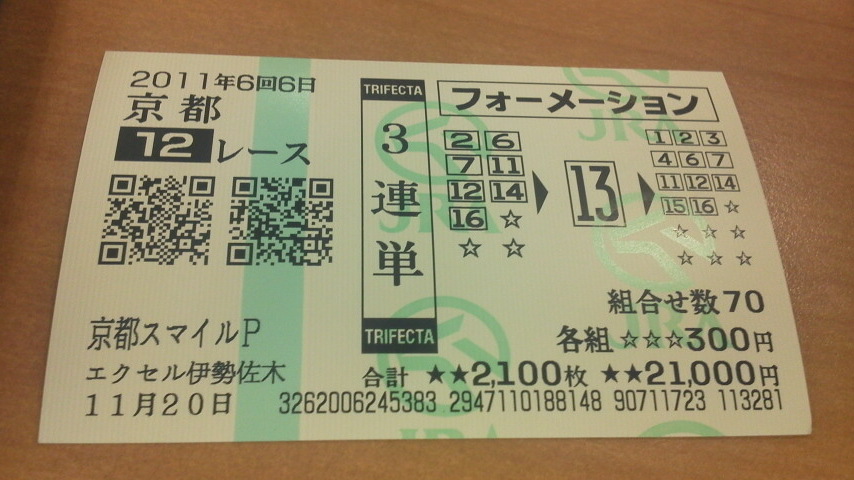 2011年6回6日
京都
12レース
京都スマイルP
エクセル伊勢佐木
11月20日
TRIFECTA
3連単
TRIFECTA
フォーメーション
2 6
7 11
12 14
16 ☆
☆ ☆
13
1 2 3
4 6 7
11 12 14
15 16 ☆
☆ ☆ ☆
☆ ☆ ☆
組合せ数70
各組 ☆☆☆300円
合計 ★★2,100枚 ★★21,000円
3262006245383 2947110188148 90711723 113281
JRA
JRA
JRA
JRA